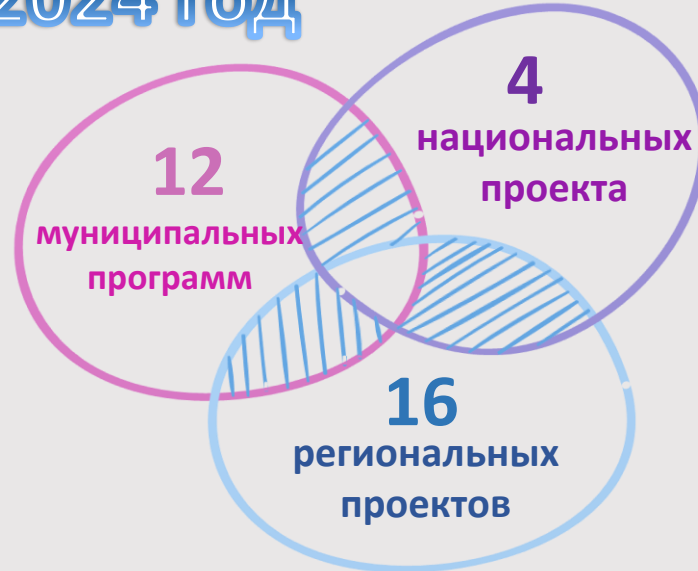 2024 год
4
национальных
проекта
12
муниципальных
программ
16
региональных
проектов